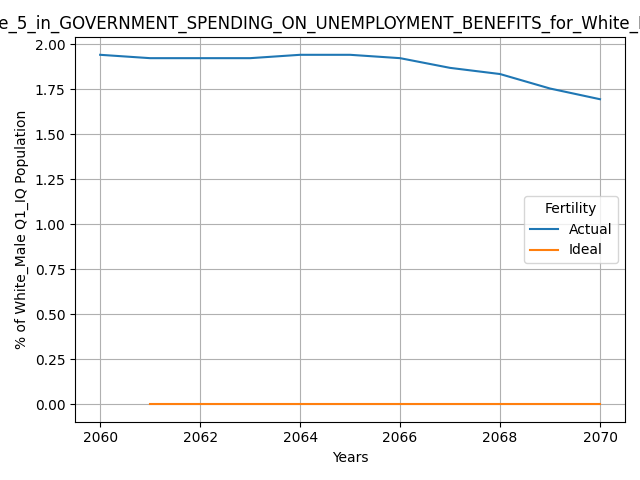 e_5_in_GOVERNMENT_SPENDING_ON_UNEMPLOYMENT_BENEFITS_for_White_
2.00
1.75
1.50
1.25
1.00
0.75
0.50
0.25
0.00
% of White_Male Q1_IQ Population
Fertility
Actual
Ideal
2060 2062 2064 2066 2068 2070
Years